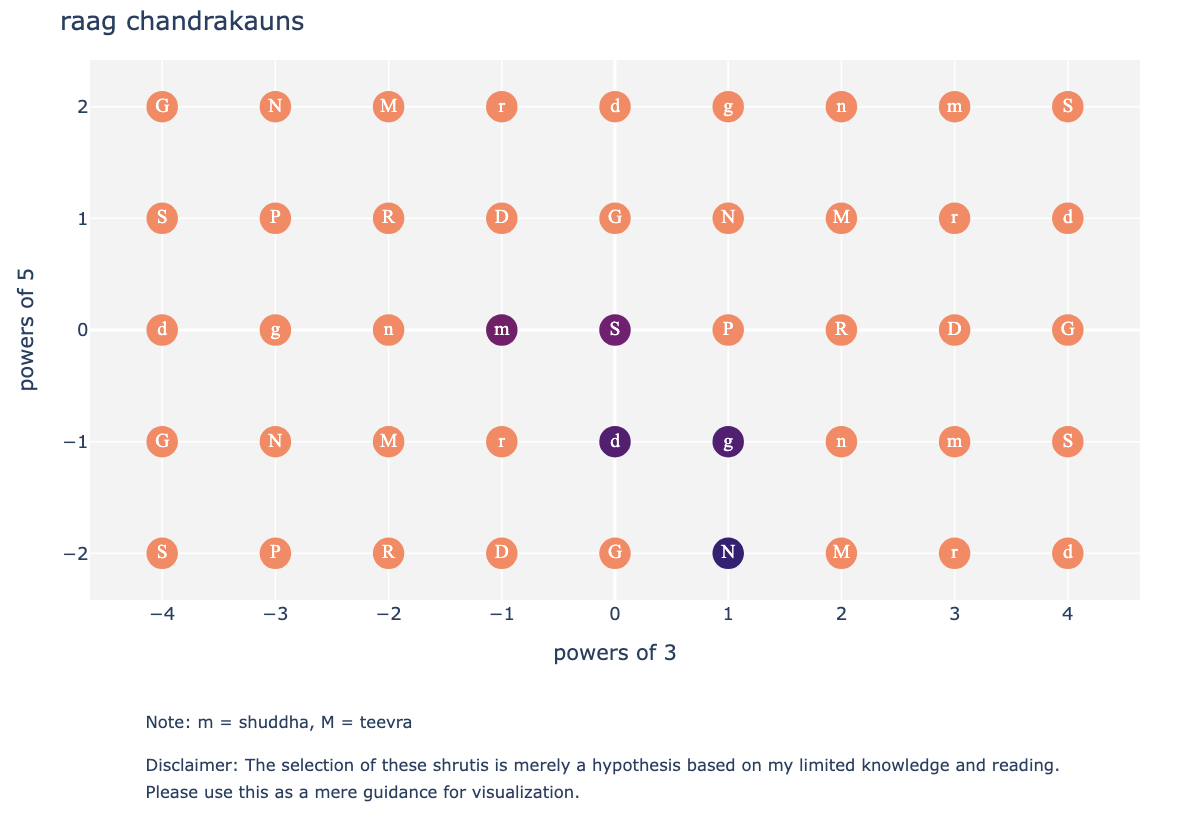 raag chandrakauns
2 G N M r d g n m S
1 S P R D G N M r d
0 d g n m S P R D G
−1 G N M r d g n m S
−2 S P R D G N M r d
−4 −3 −2 −1 0 1 2 3 4
powers of 5
powers of 3
Note: m = shuddha, M = teevra
Disclaimer: The selection of these shrutis is merely a hypothesis based on my limited knowledge and reading.
Please use this as a mere guidance for visualization.